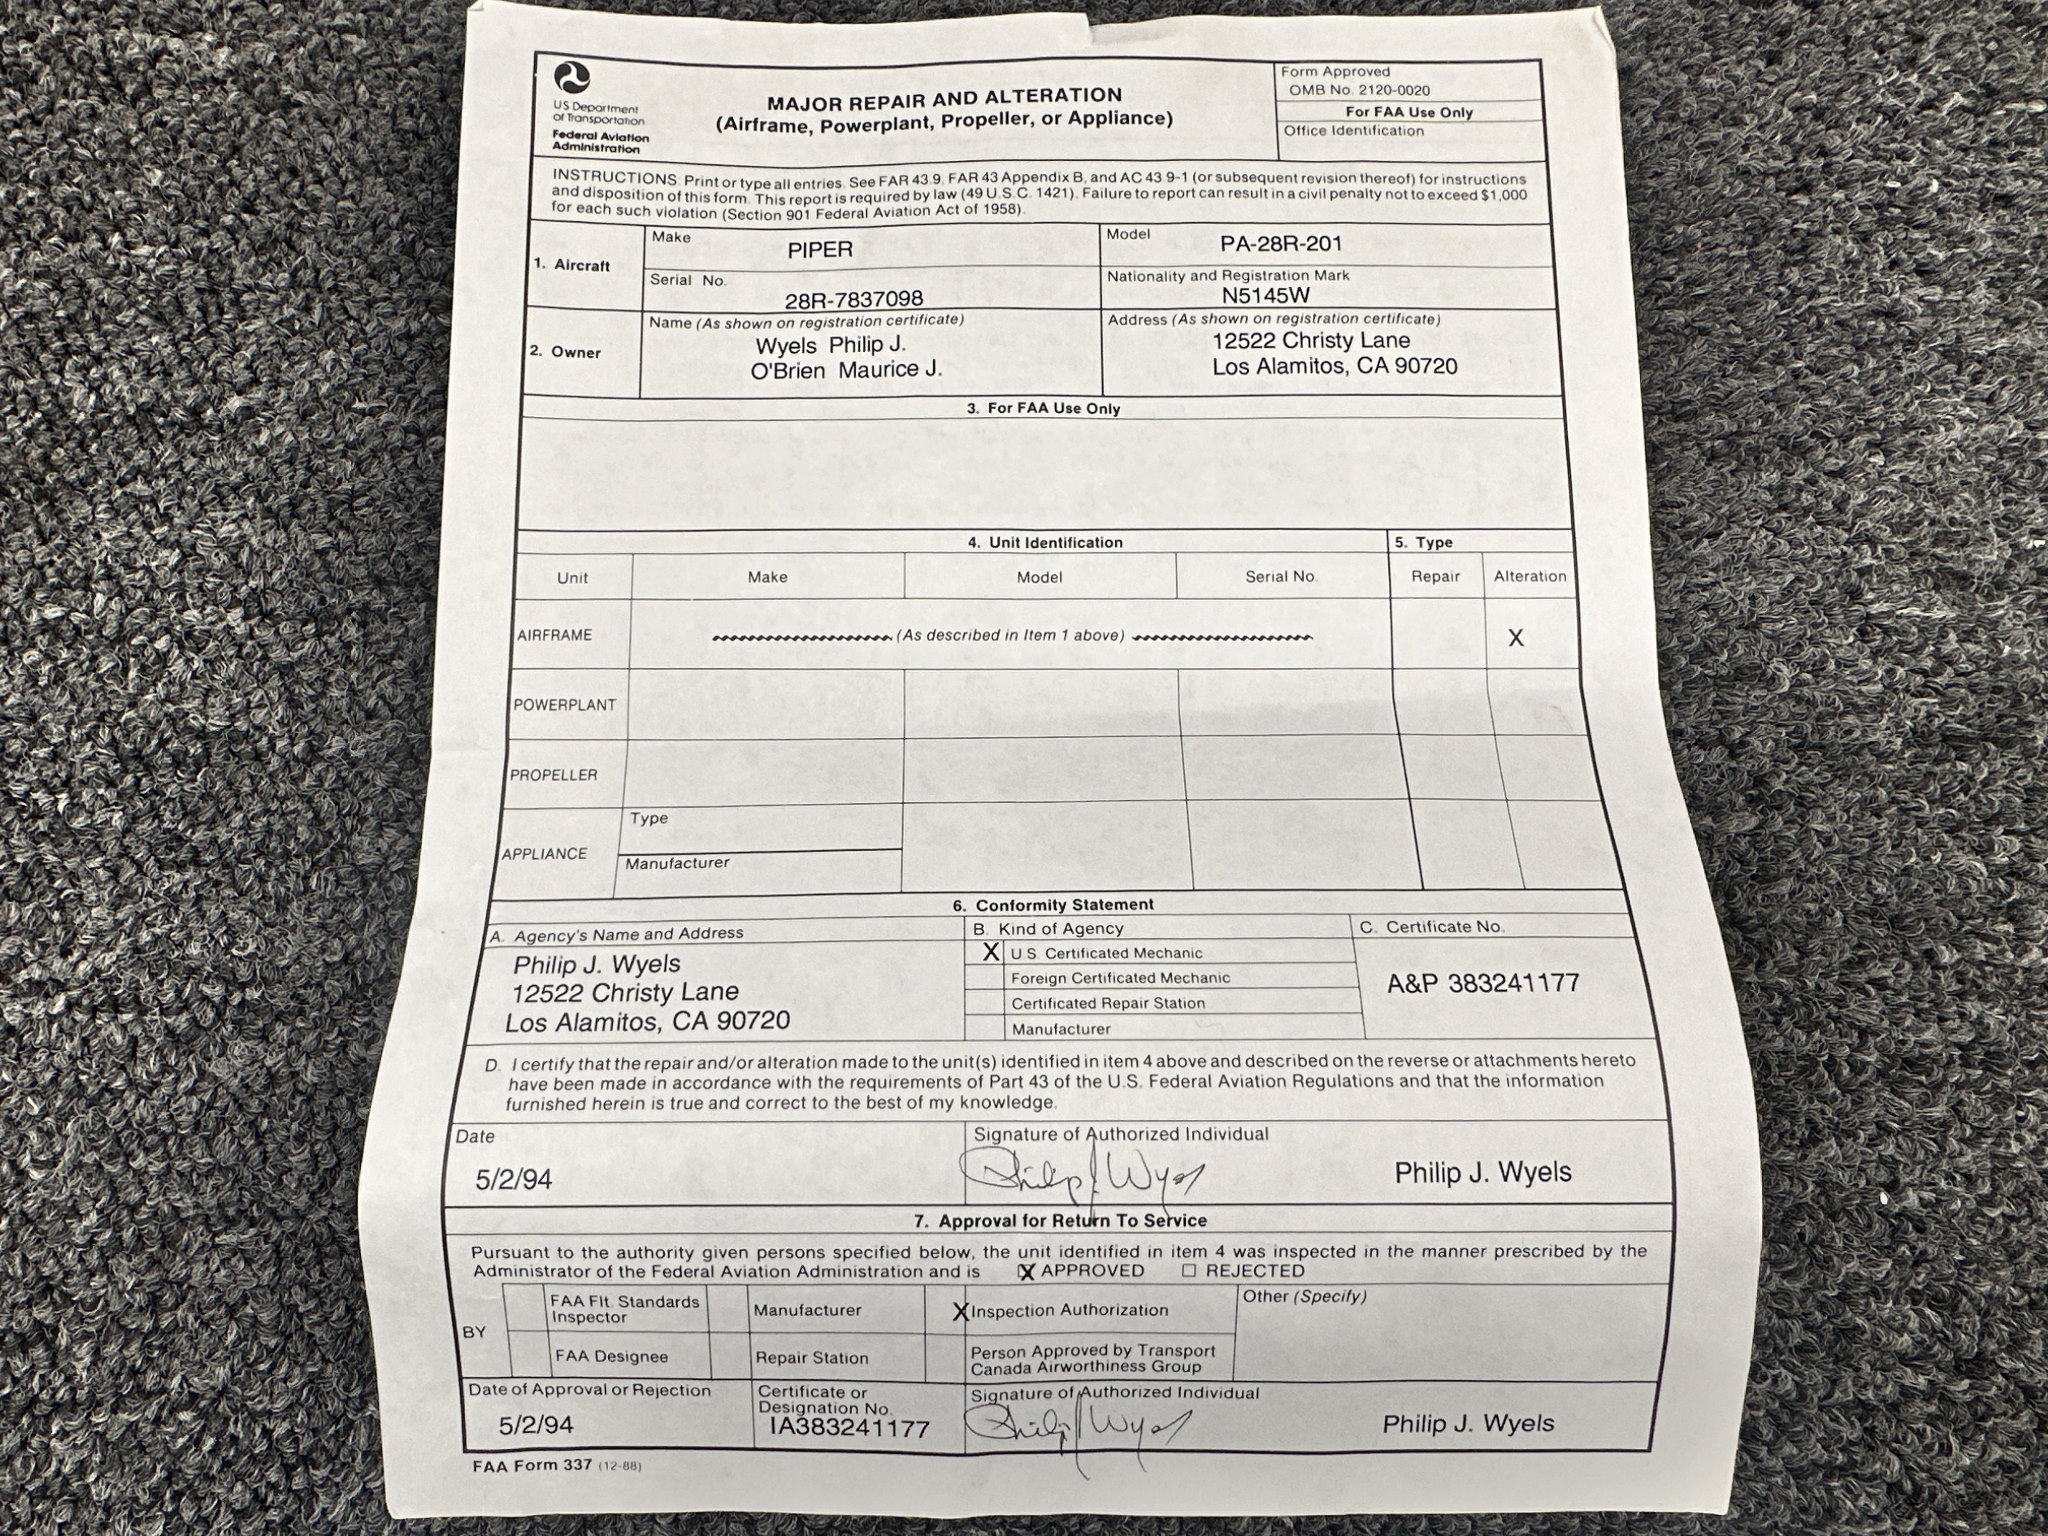 US Department
of Transportation
Federal Aviation
Administration
MAJOR REPAIR AND ALTERATION
(Airframe, Powerplant, Propeller, or Appliance)
Form Approved
OMB No. 2120-0020
For FAA Use Only
Office Identification
INSTRUCTIONS: Print or type all entries. See FAR 43.9, FAR 43 Appendix B, and AC 43.9-1 (or subsequent revision thereof) for instructions
and disposition of this form. This report is required by law (49 U.S.C. 1421). Failure to report can result in a civil penalty not to exceed $1,000
for each such violation (Section 901 Federal Aviation Act of 1958).
1. Aircraft
Make
PIPER
Model
PA-28R-201
Serial No.
28R-7837098
Nationality and Registration Mark
N5145W
2. Owner
Name (As shown on registration certificate)
Wyels Philip J.
O'Brien Maurice J.
Address (As shown on registration certificate)
12522 Christy Lane
Los Alamitos, CA 90720
3. For FAA Use Only
4. Unit Identification
5. Type
Unit
Make
Model
Serial No.
Repair
Alteration
AIRFRAME
(As described in Item 1 above)
X
POWERPLANT
PROPELLER
APPLIANCE
Type
Manufacturer
6. Conformity Statement
A. Agency's Name and Address
B. Kind of Agency
C. Certificate No.
Philip J. Wyels
12522 Christy Lane
Los Alamitos, CA 90720
X U.S. Certificated Mechanic
Foreign Certificated Mechanic
Certificated Repair Station
Manufacturer
A&P 383241177
D. I certify that the repair and/or alteration made to the unit(s) identified in item 4 above and described on the reverse or attachments hereto
have been made in accordance with the requirements of Part 43 of the U.S. Federal Aviation Regulations and that the information
furnished herein is true and correct to the best of my knowledge.
Date
5/2/94
Signature of Authorized Individual
Philip J Wyels
Philip J. Wyels
7. Approval for Return To Service
Pursuant to the authority given persons specified below, the unit identified in item 4 was inspected in the manner prescribed by the
Administrator of the Federal Aviation Administration and is X APPROVED ☐ REJECTED
BY
FAA Flt. Standards
Inspector
Manufacturer
X Inspection Authorization
Other (Specify)
FAA Designee
Repair Station
Person Approved by Transport
Canada Airworthiness Group
Date of Approval or Rejection
5/2/94
Certificate or
Designation No.
IA383241177
Signature of Authorized Individual
Philip J Wyels
Philip J. Wyels
FAA Form 337 (12-88)